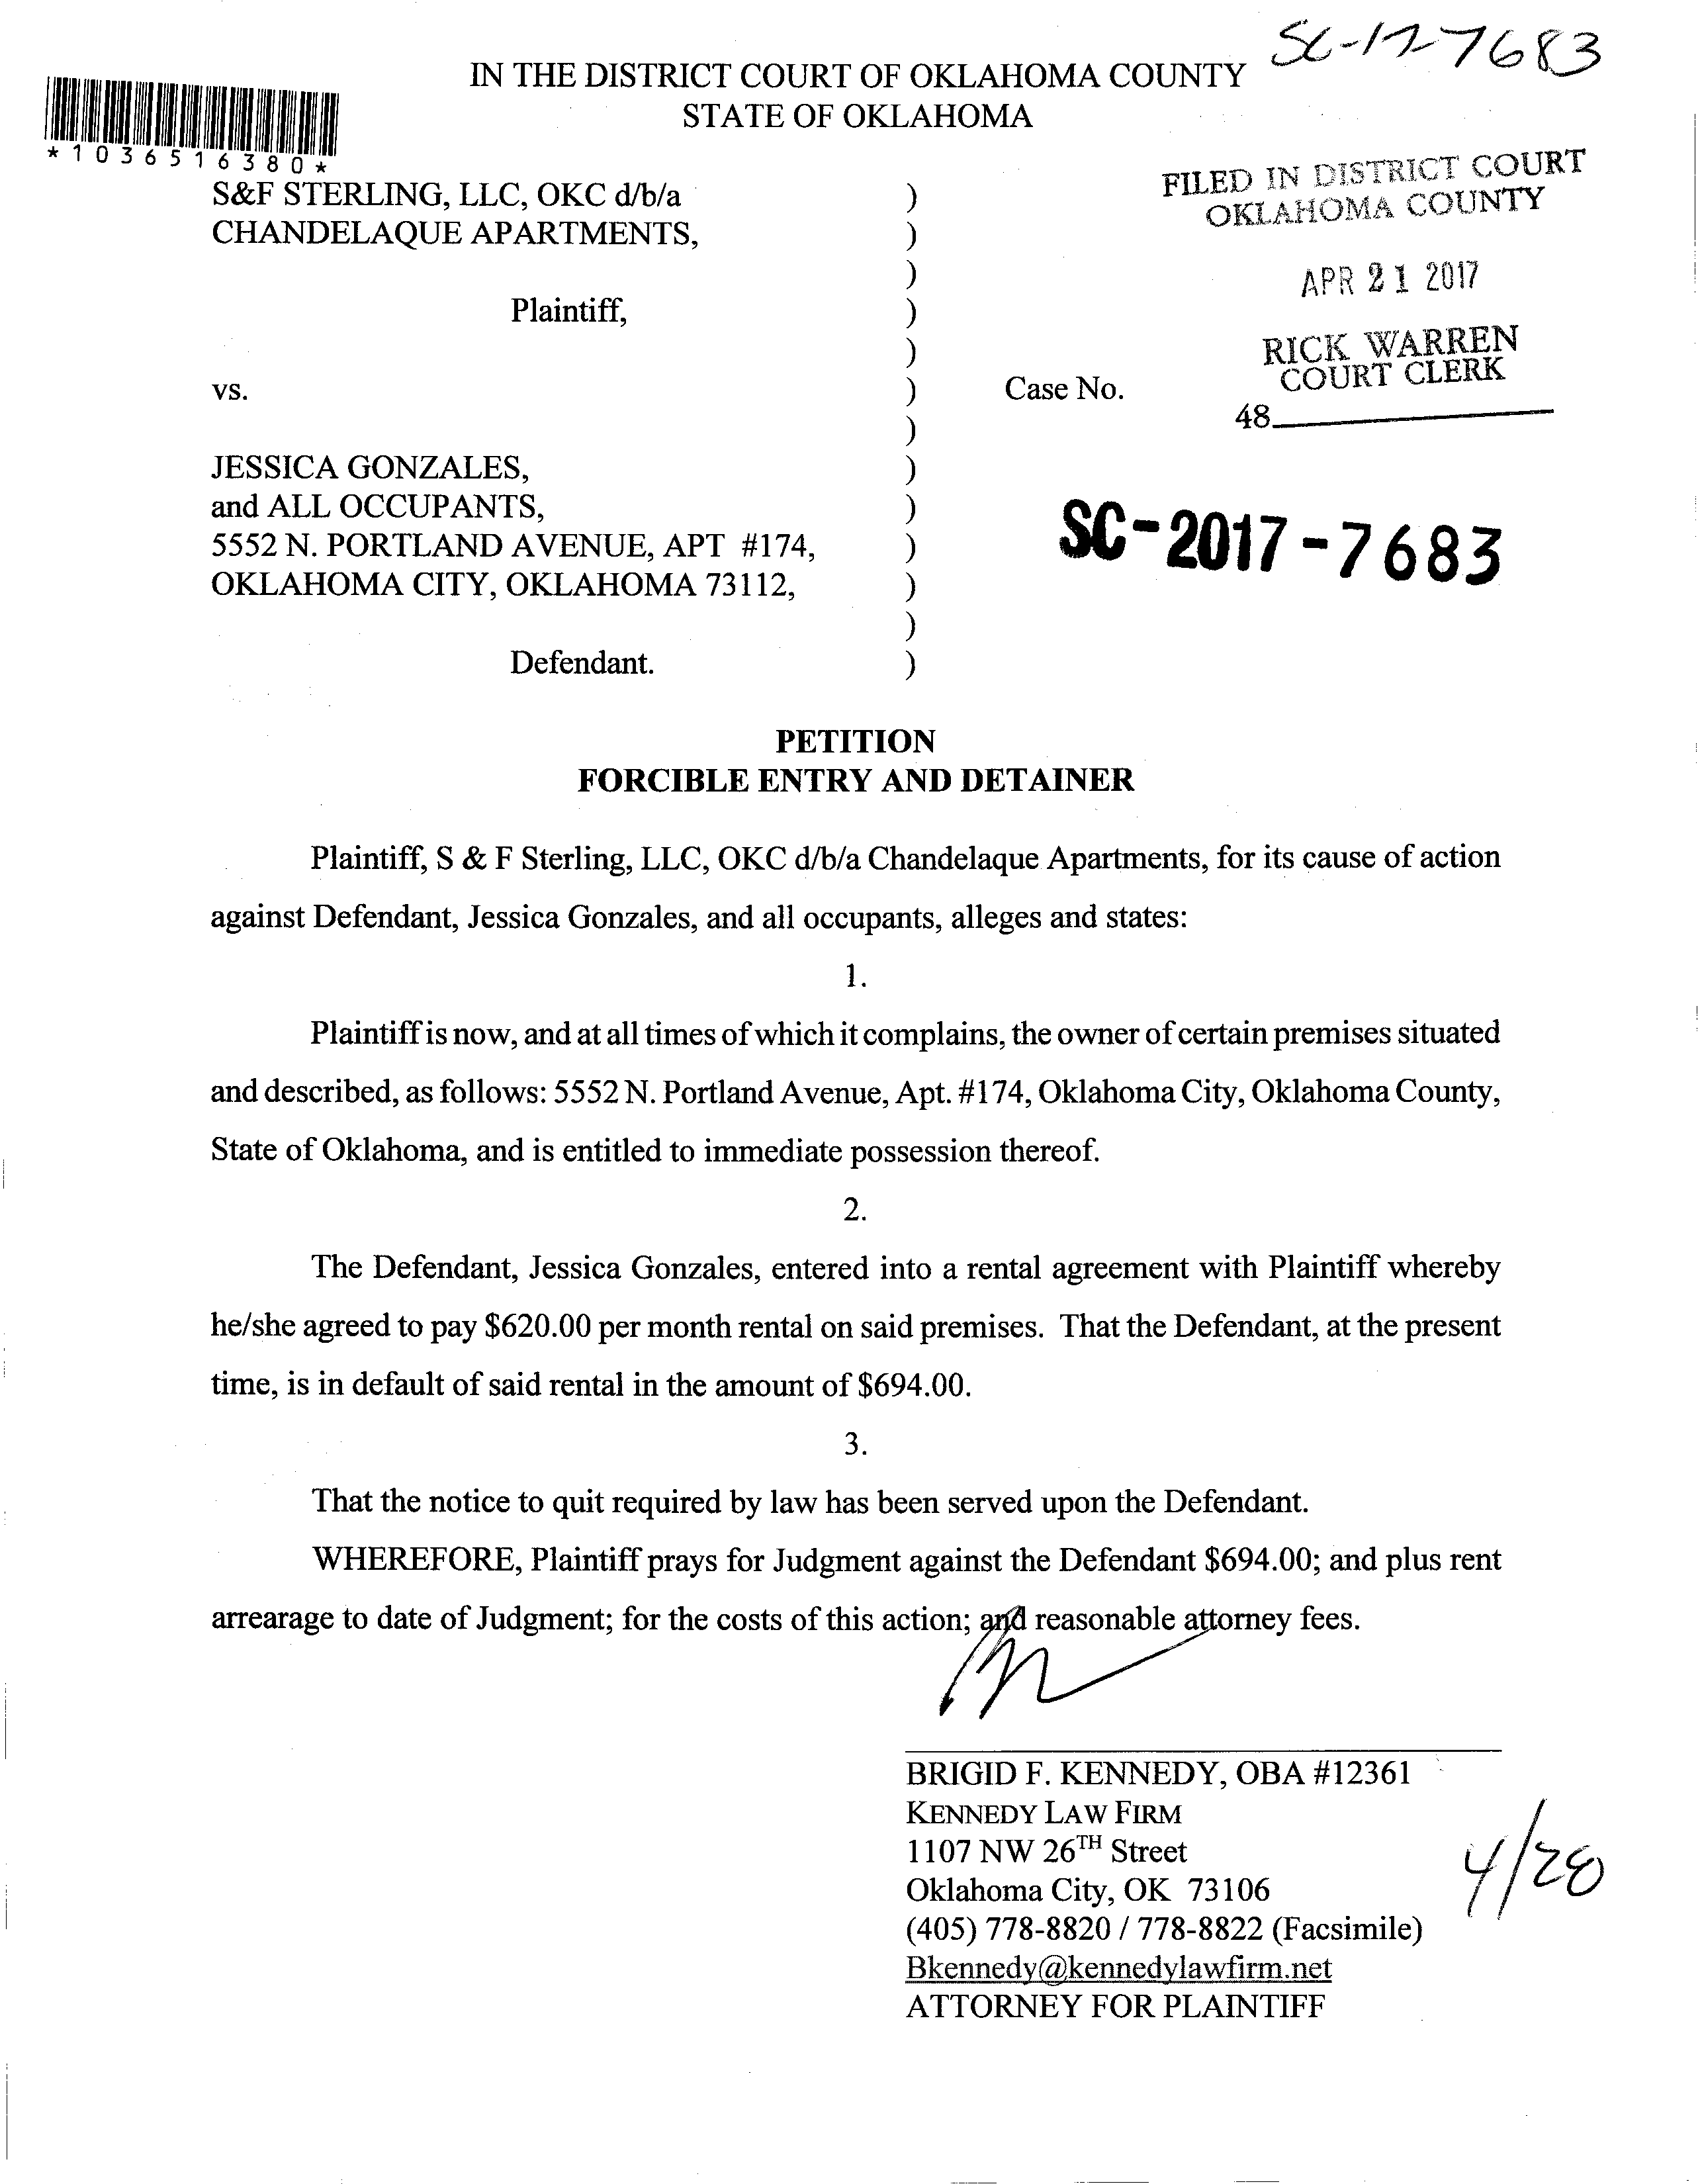 SC-17-7683
IN THE DISTRICT COURT OF OKLAHOMA COUNTY
STATE OF OKLAHOMA
*1036516380*
FILED IN DISTRICT COURT
OKLAHOMA COUNTY
APR 21 2017
RICK WARREN
COURT CLERK
48
S&F STERLING, LLC, OKC d/b/a )
CHANDELAQUE APARTMENTS, )
)
Plaintiff, )
)
vs. ) Case No.
)
JESSICA GONZALES, )
and ALL OCCUPANTS, )
5552 N. PORTLAND AVENUE, APT #174, )
OKLAHOMA CITY, OKLAHOMA 73112, )
)
Defendant. )
SC-2017-7683
PETITION
FORCIBLE ENTRY AND DETAINER
Plaintiff, S & F Sterling, LLC, OKC d/b/a Chandelaque Apartments, for its cause of action
against Defendant, Jessica Gonzales, and all occupants, alleges and states:
1.
Plaintiff is now, and at all times of which it complains, the owner of certain premises situated
and described, as follows: 5552 N. Portland Avenue, Apt. #174, Oklahoma City, Oklahoma County,
State of Oklahoma, and is entitled to immediate possession thereof.
2.
The Defendant, Jessica Gonzales, entered into a rental agreement with Plaintiff whereby
he/she agreed to pay $620.00 per month rental on said premises. That the Defendant, at the present
time, is in default of said rental in the amount of $694.00.
3.
That the notice to quit required by law has been served upon the Defendant.
WHEREFORE, Plaintiff prays for Judgment against the Defendant $694.00; and plus rent
arrearage to date of Judgment; for the costs of this action; and reasonable attorney fees.
BRIGID F. KENNEDY, OBA #12361
KENNEDY LAW FIRM
1107 NW 26TH Street
Oklahoma City, OK 73106
(405) 778-8820 / 778-8822 (Facsimile)
Bkennedy@kennedylawfirm.net
ATTORNEY FOR PLAINTIFF
4/28